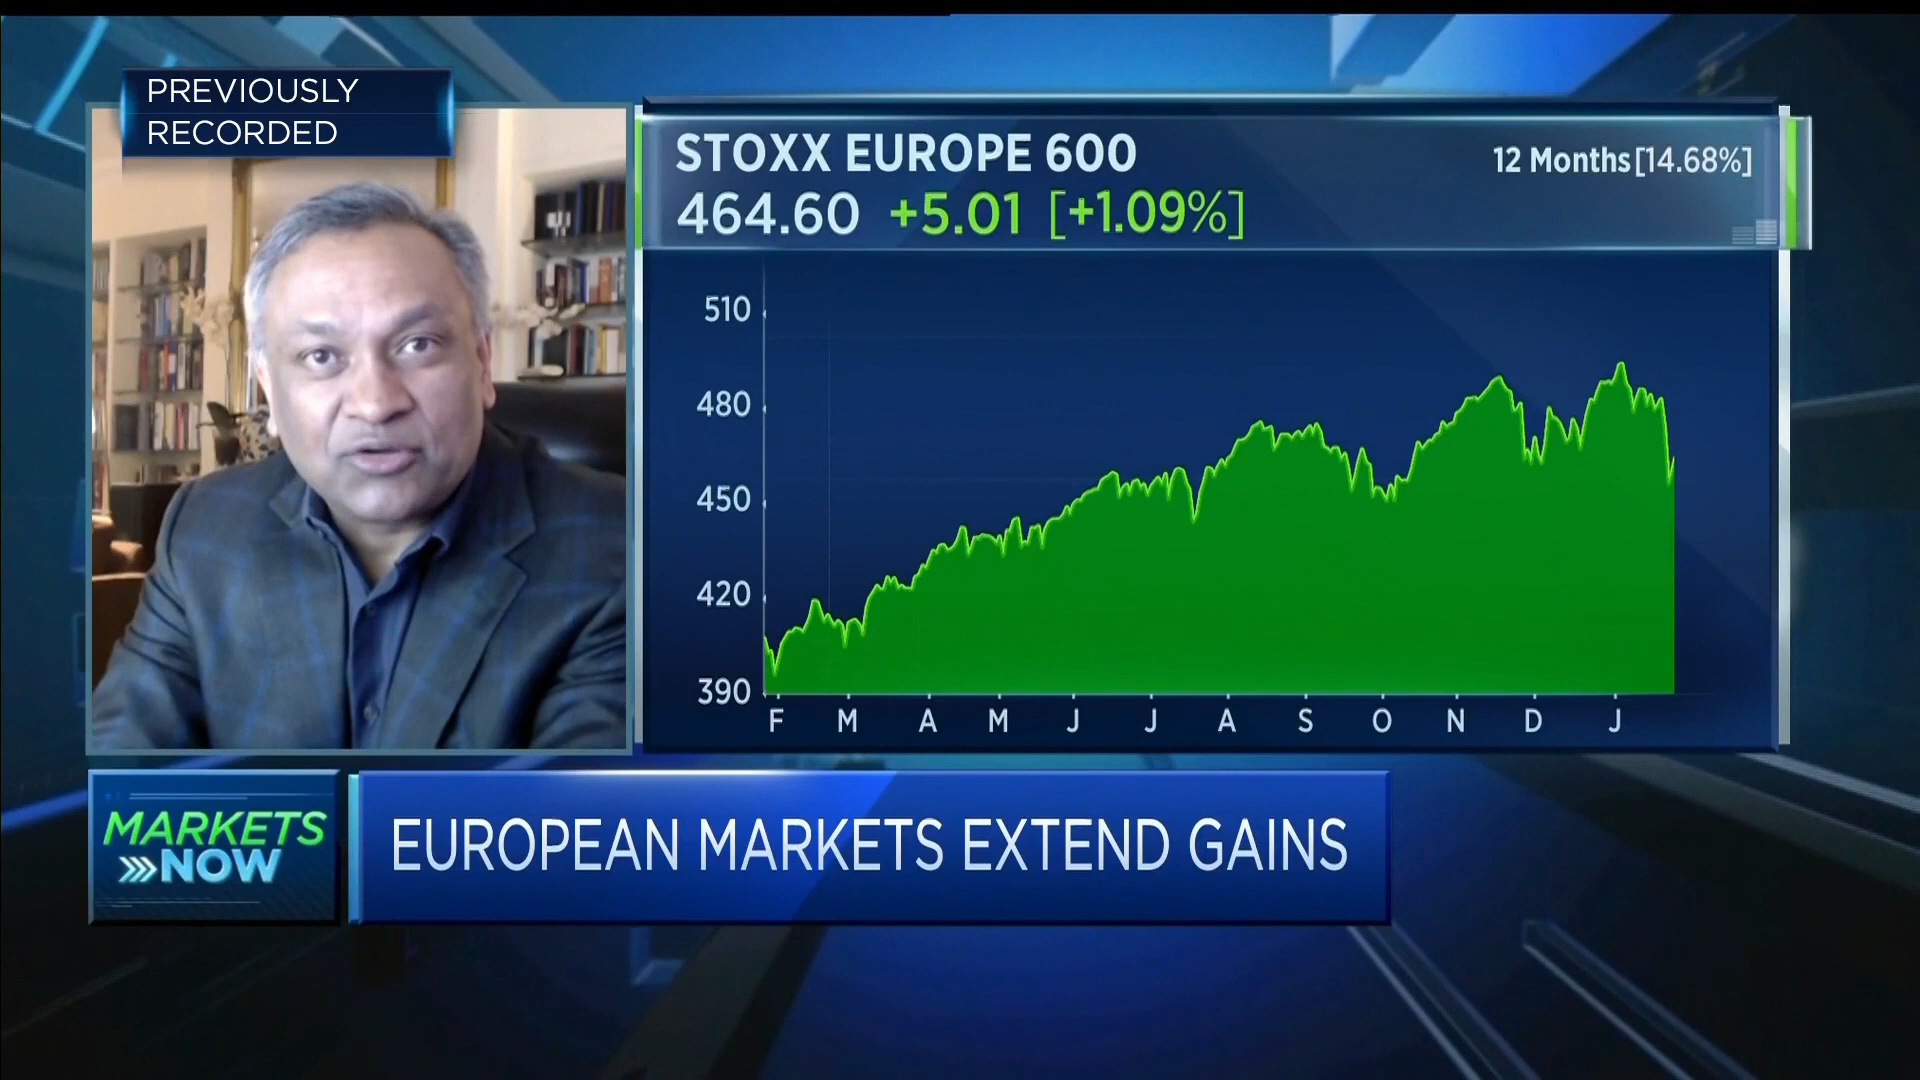 PREVIOUSLY
RECORDED
STOXX EUROPE 600
12 Months [14.68%]
464.60 +5.01 [+1.09%]
510
480
450
420
390
F M A M J J A S O N D J
MARKETS
NOW
EUROPEAN MARKETS EXTEND GAINS